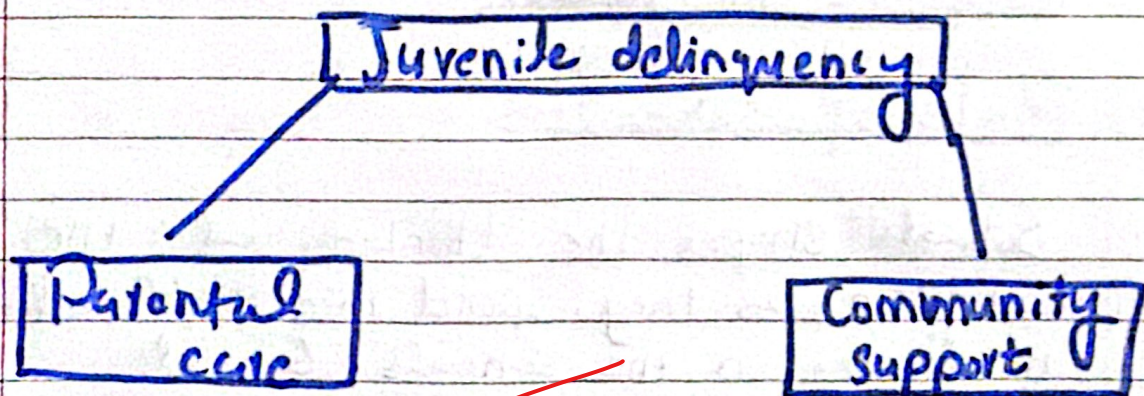 Juvenile delinquency
Parental
care
Community
support